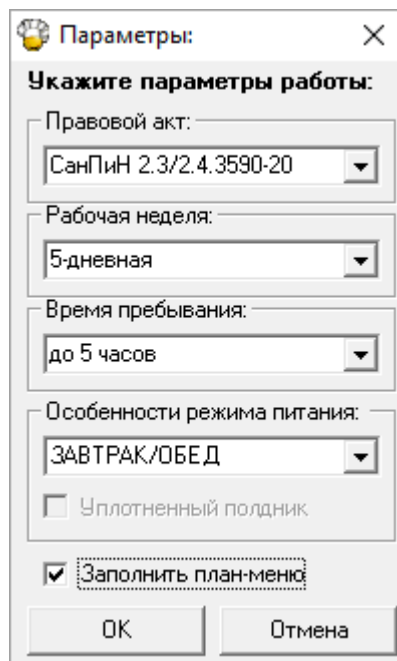 Параметры:
Укажите параметры работы:
Правовой акт:
СанПиН 2.3/2.4.3590-20
Рабочая неделя:
5-дневная
Время пребывания:
до 5 часов
Особенности режима питания:
ЗАВТРАК/ОБЕД
Уплотненный полдник
Заполнить план-меню
OK Отмена